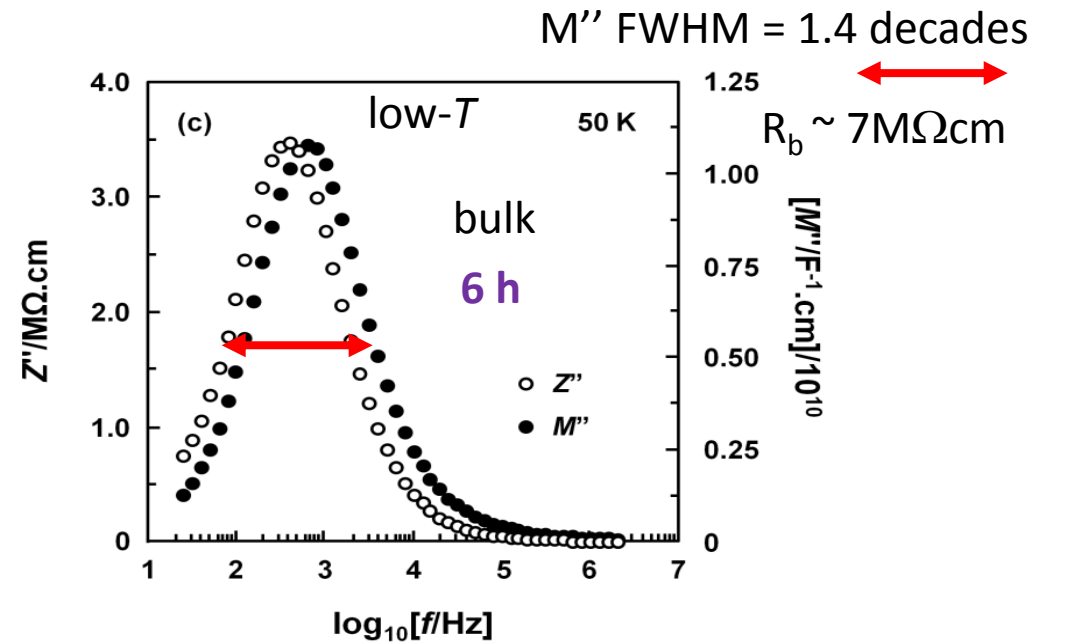 M’’ FWHM = 1.4 decades
R_b ~ 7MΩcm
(c) low-T 50 K
bulk
6 h
Z’’
M’’
Z"/MΩ.cm
4.0
3.0
2.0
1.0
0
[M"/F⁻¹.cm]/10¹⁰
1.25
1.00
0.75
0.50
0.25
0
1 2 3 4 5 6 7
log₁₀[f/Hz]